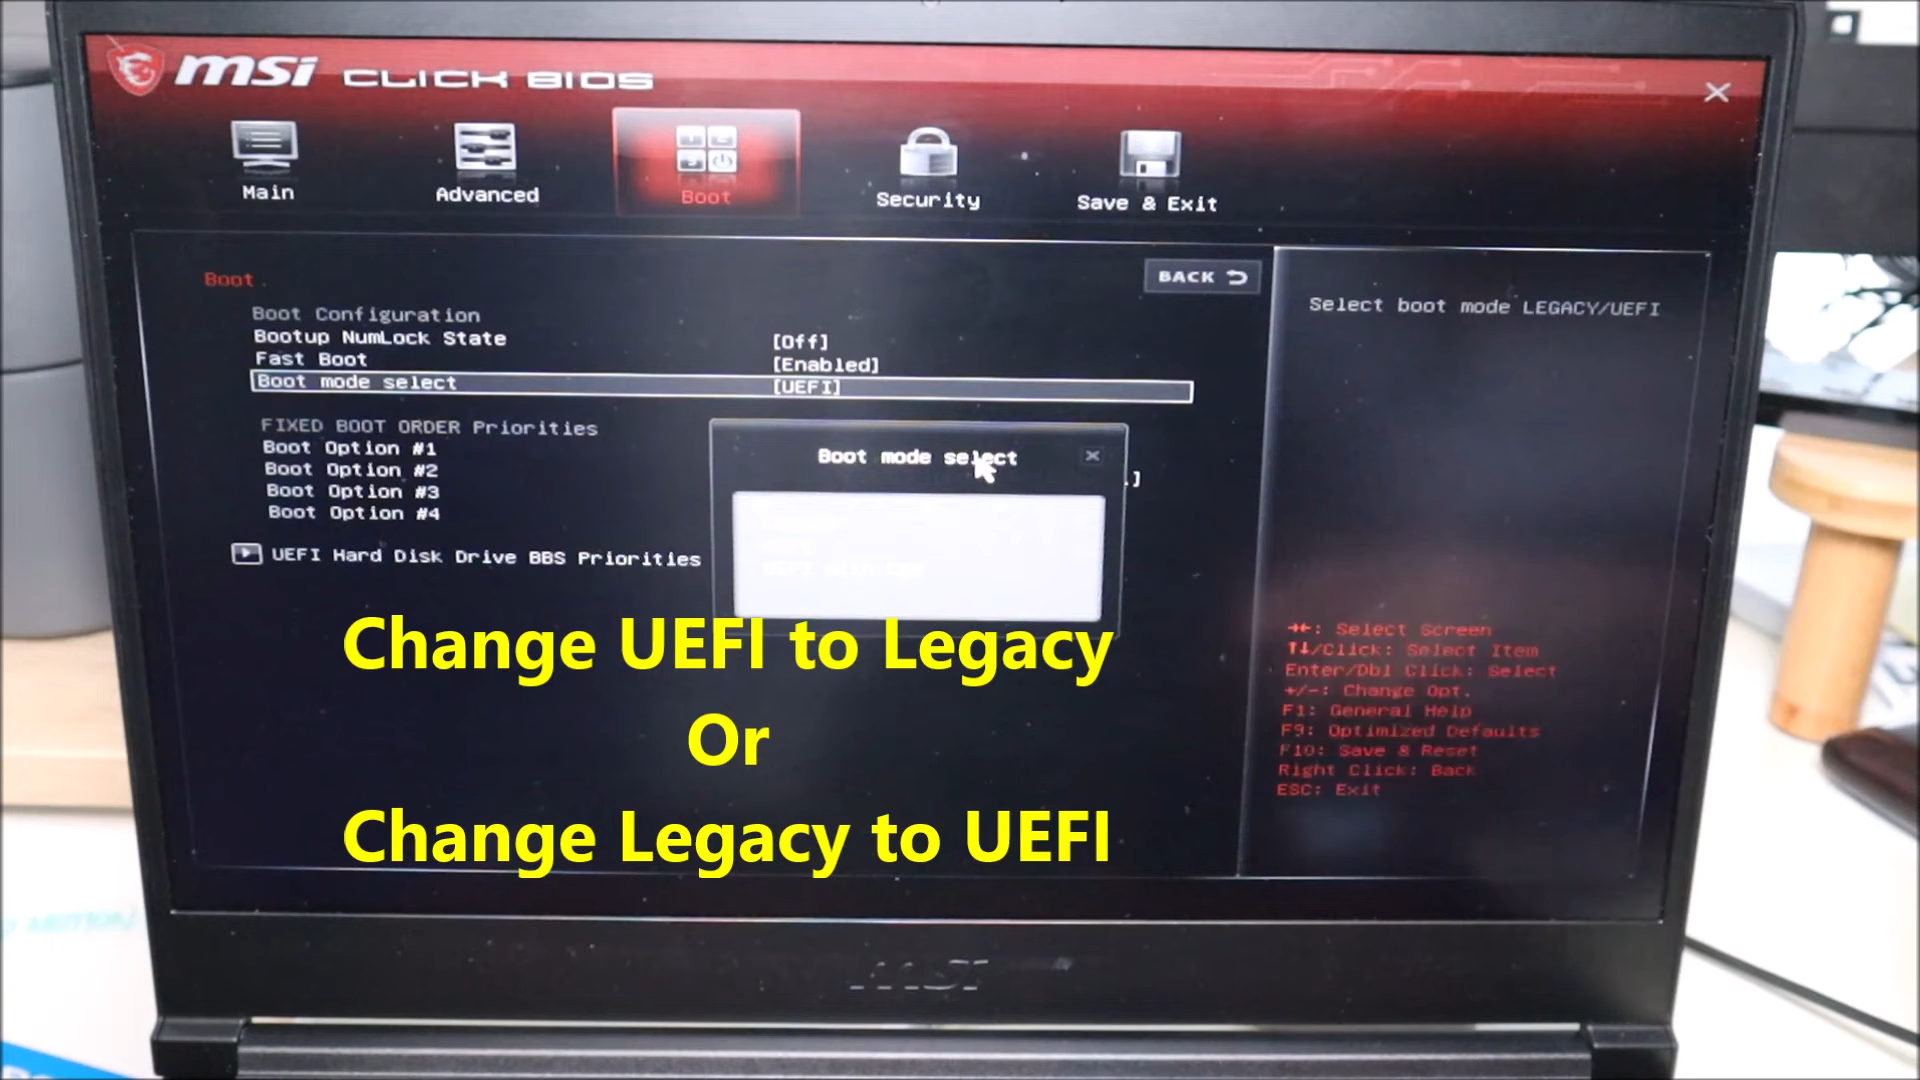 msi CLICK BIOS
Main
Advanced
Boot
Security
Save & Exit
Boot
BACK
Boot Configuration
Bootup NumLock State [Off]
Fast Boot [Enabled]
Boot mode select [UEFI]
FIXED BOOT ORDER Priorities
Boot Option #1
Boot Option #2
Boot Option #3
Boot Option #4
UEFI Hard Disk Drive BBS Priorities
Boot mode select
Select boot mode LEGACY/UEFI
→←: Select Screen
↑↓/Click: Select Item
Enter/Dbl Click: Select
+/-: Change Opt.
F1: General Help
F9: Optimized Defaults
F10: Save & Reset
Right Click: Back
ESC: Exit
Change UEFI to Legacy
Or
Change Legacy to UEFI
msi